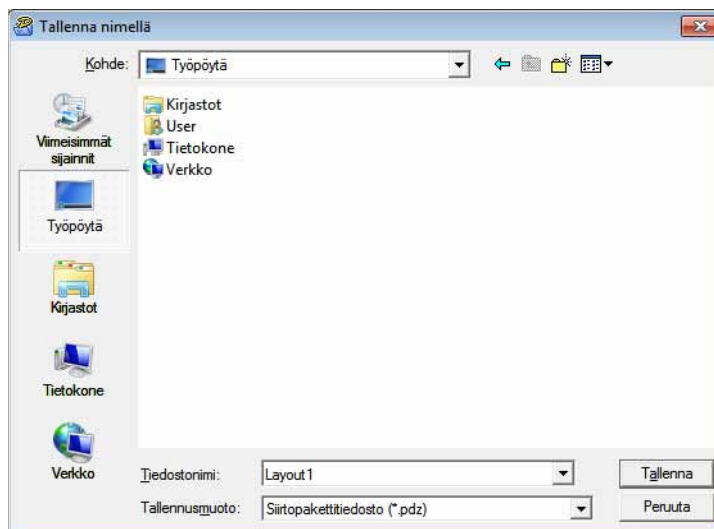 Tallenna nimellä
Kohde: Työpöytä
Viimeisimmät
sijainnit
Työpöytä
Kirjastot
Tietokone
Verkko
Kirjastot
User
Tietokone
Verkko
Tiedostonimi: Layout1 Tallenna
Tallennusmuoto: Siirtopakettitiedosto (*.pdz) Peruuta